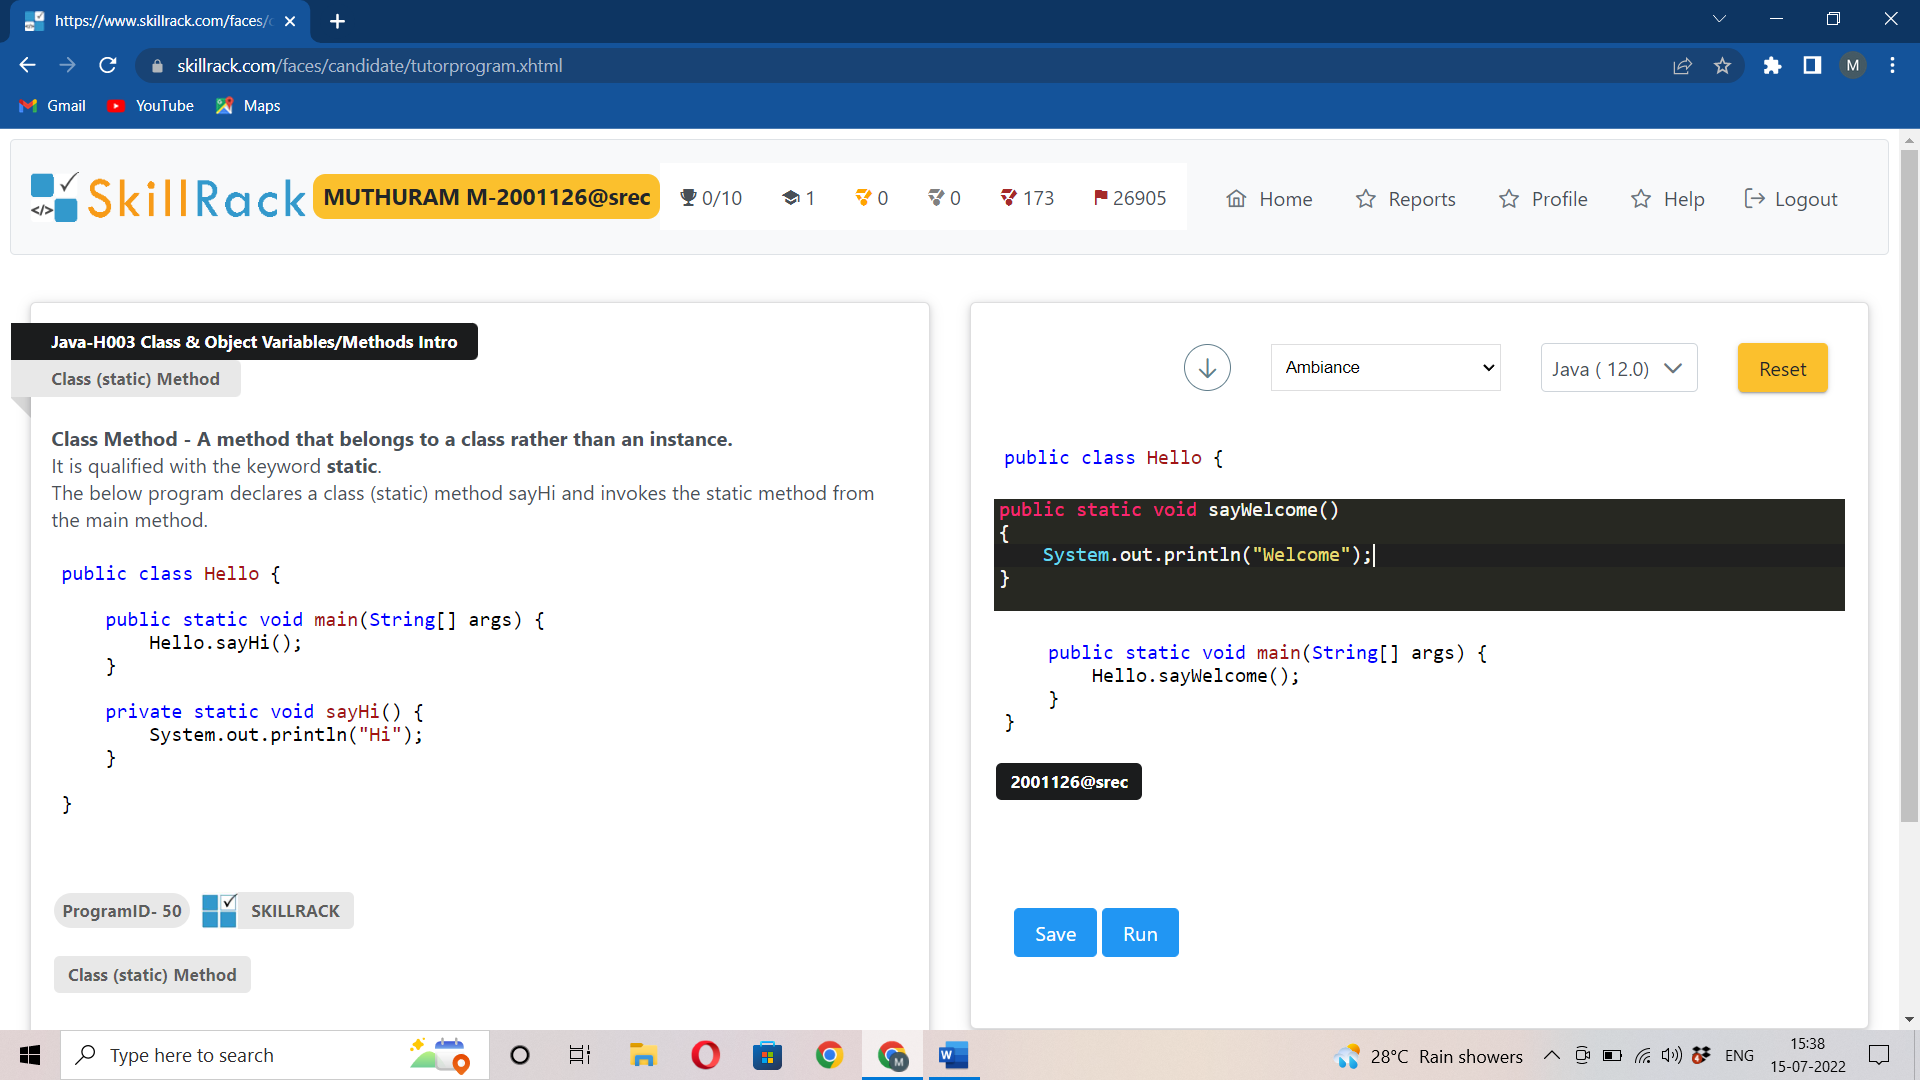 https://www.skillrack.com/faces/c
skillrack.com/faces/candidate/tutorprogram.xhtml
M
Gmail
YouTube
Maps
SkillRack
MUTHURAM M-2001126@srec
0/10
1
0
0
173
26905
Home
Reports
Profile
Help
Logout
Java-H003 Class & Object Variables/Methods Intro
Class (static) Method
Class Method - A method that belongs to a class rather than an instance.
It is qualified with the keyword static.
The below program declares a class (static) method sayHi and invokes the static method from
the main method.
public class Hello {
public static void main(String[] args) {
Hello.sayHi();
}
private static void sayHi() {
System.out.println("Hi");
}
}
ProgramID- 50
SKILLRACK
Class (static) Method
Ambiance
Java ( 12.0)
Reset
public class Hello {
public static void sayWelcome()
{
System.out.println("Welcome");
}
public static void main(String[] args) {
Hello.sayWelcome();
}
}
2001126@srec
Save
Run
Type here to search
28°C Rain showers
ENG
15:38
15-07-2022